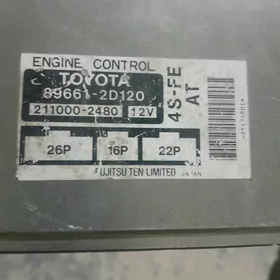 ENGINE CONTROL
TOYOTA
89661-2D120
211000-2480 12V
4S-FE
AT
26P 16P 22P
FUJITSU TEN LIMITED JAPAN